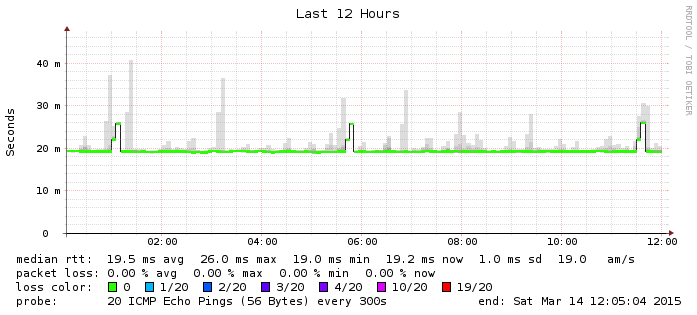 Last 12 Hours
RRDTOOL / TOBI OETIKER
Seconds
40 m
30 m
20 m
10 m
0
02:00 04:00 06:00 08:00 10:00 12:00
median rtt: 19.5 ms avg 26.0 ms max 19.0 ms min 19.2 ms now 1.0 ms sd 19.0 am/s
packet loss: 0.00 % avg 0.00 % max 0.00 % min 0.00 % now
loss color: 0 1/20 2/20 3/20 4/20 10/20 19/20
probe: 20 ICMP Echo Pings (56 Bytes) every 300s end: Sat Mar 14 12:05:04 2015